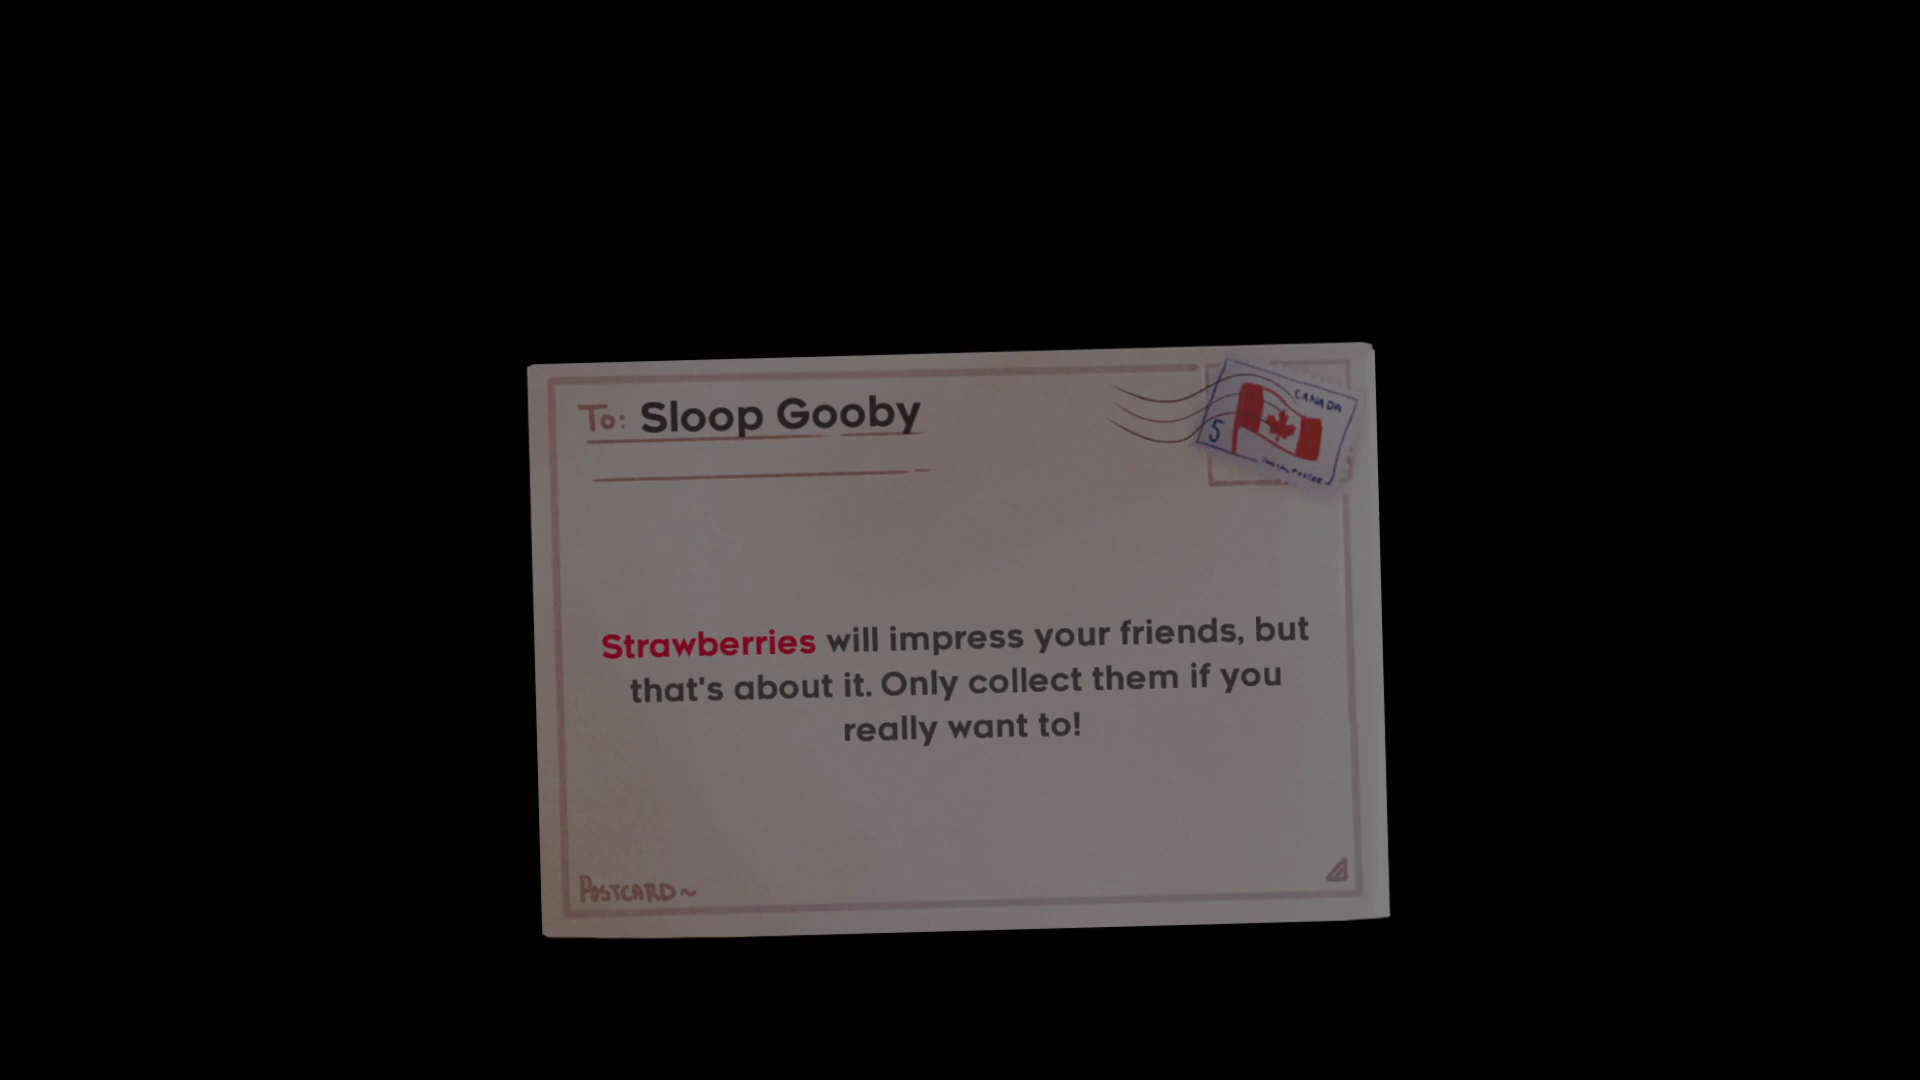 To: Sloop Gooby
CANADA
5
Strawberries will impress your friends, but
that's about it. Only collect them if you
really want to!
POSTCARD~